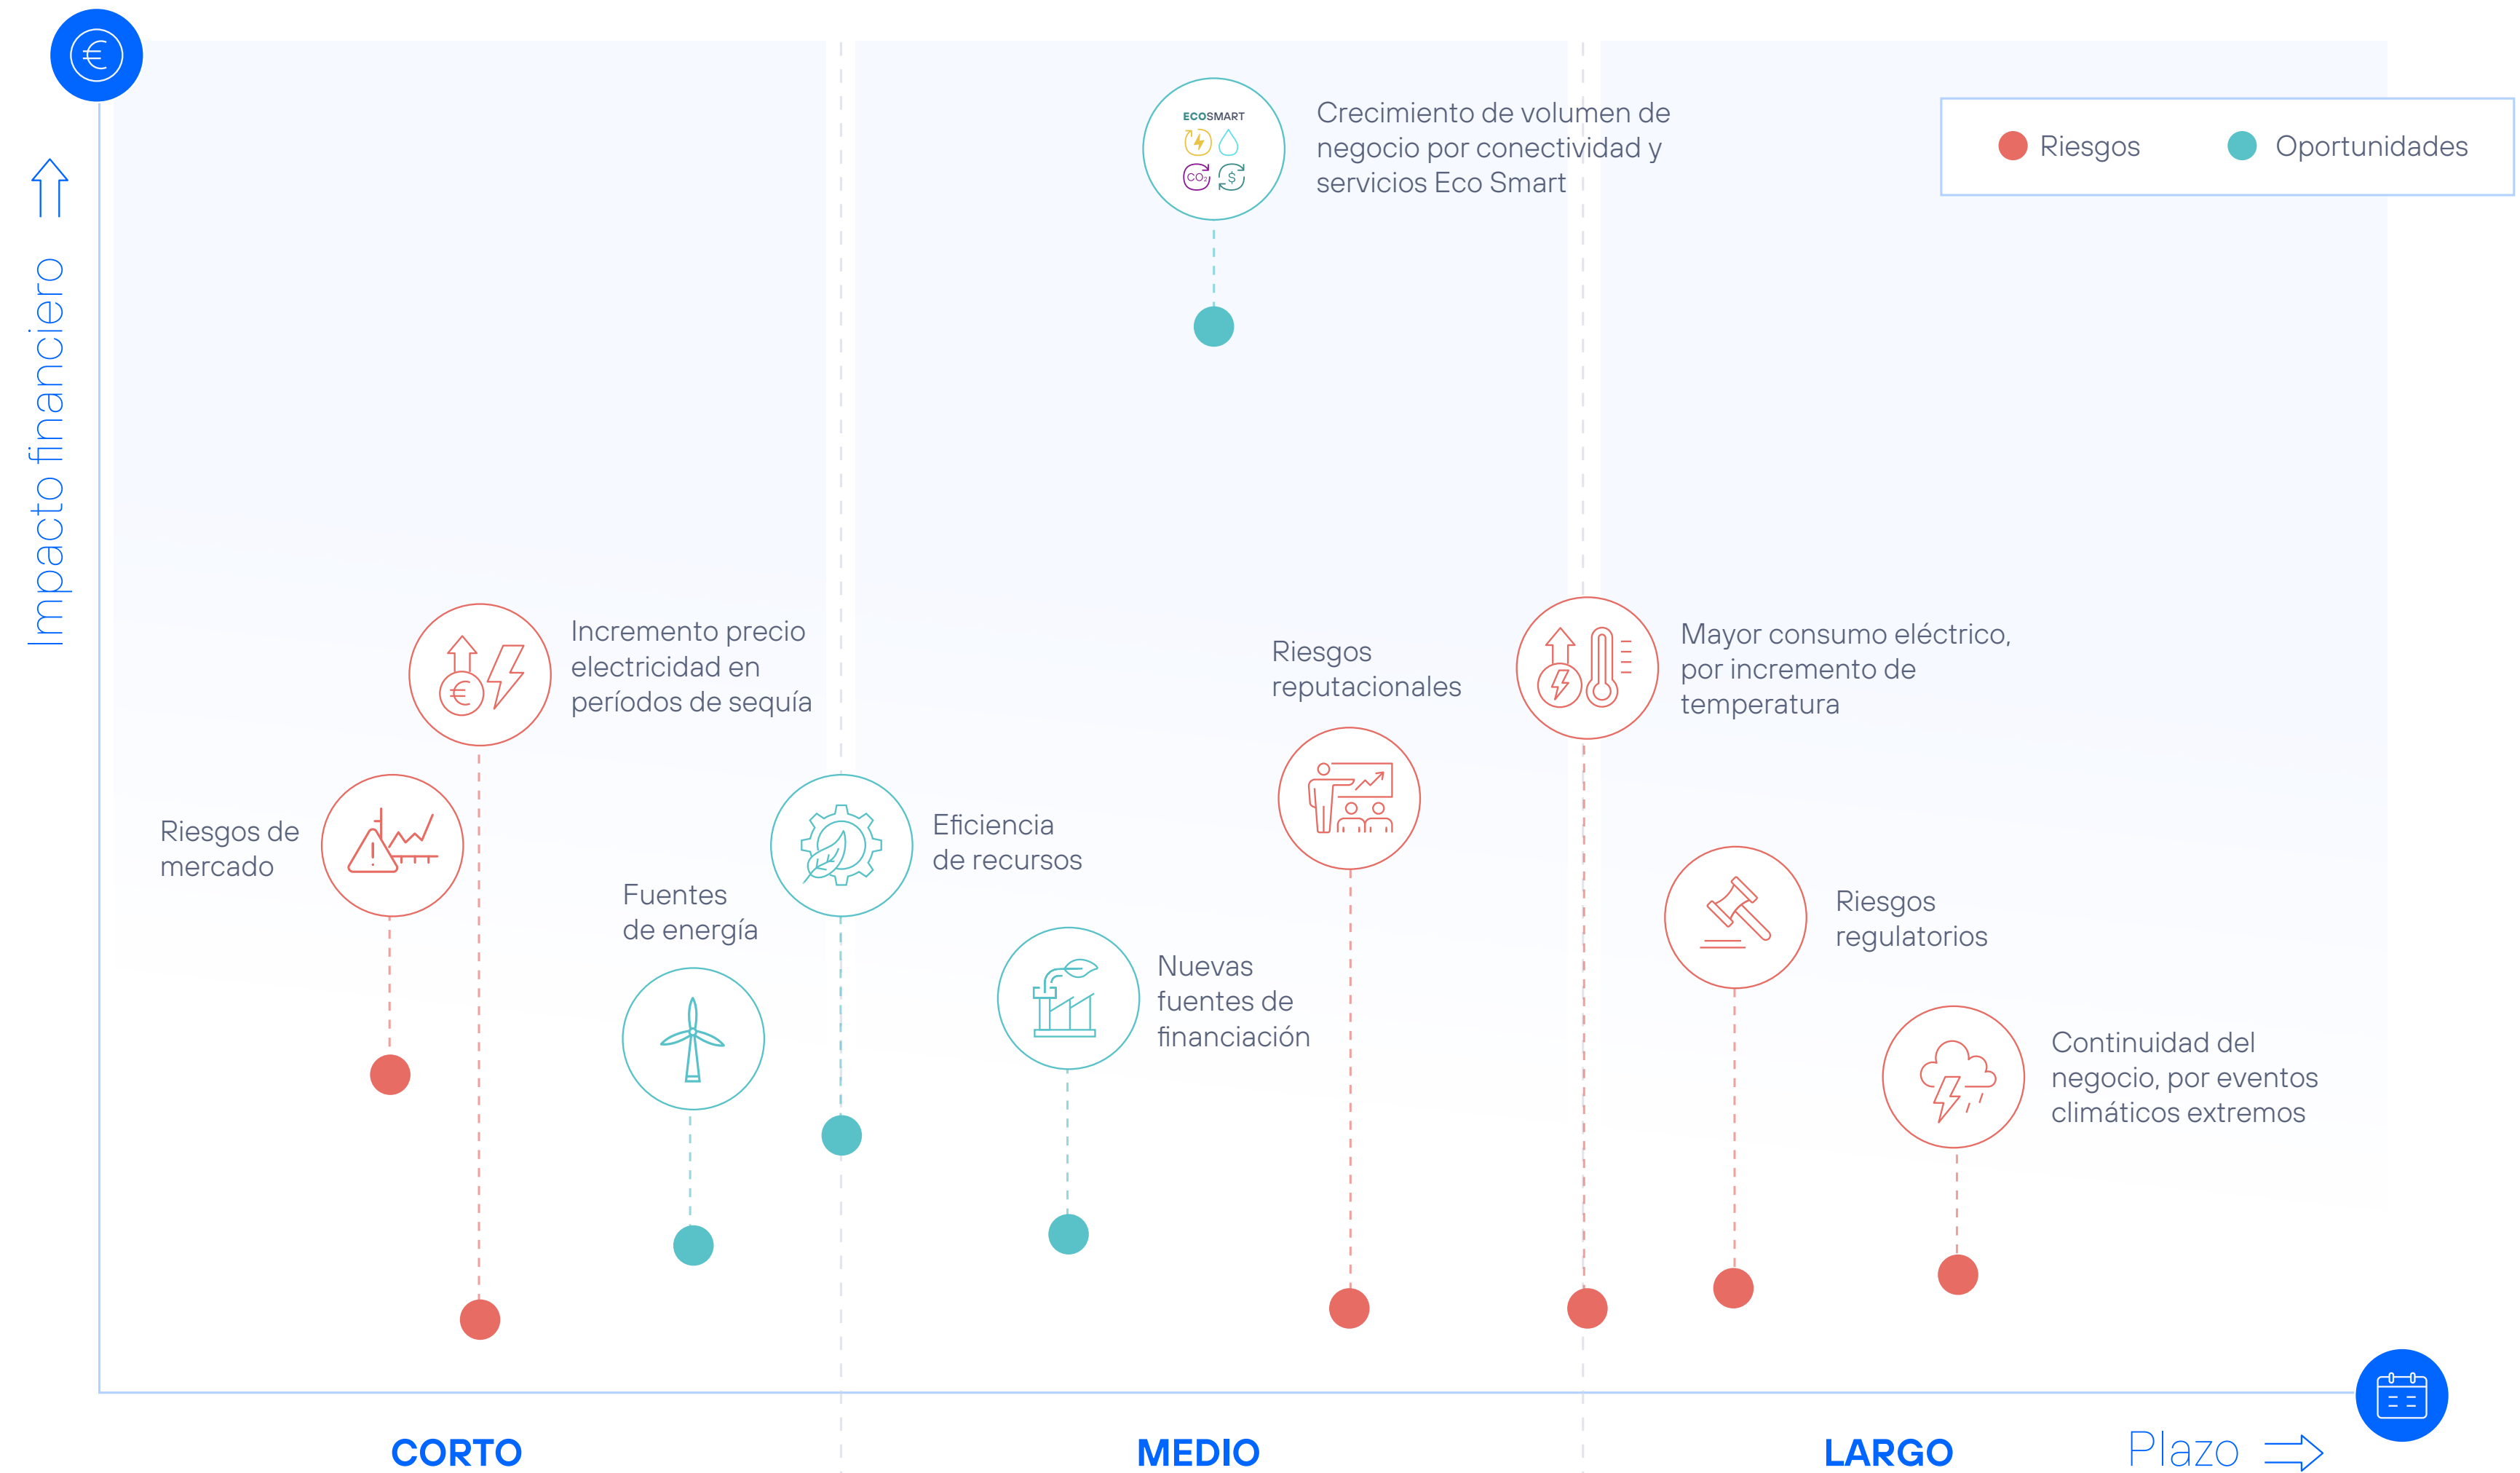 ECOSMART
CO₂
$
Crecimiento de volumen de
negocio por conectividad y
servicios Eco Smart
Riesgos
Oportunidades
€
Impacto financiero
€
Incremento precio
electricidad en
períodos de sequía
Riesgos
reputacionales
Mayor consumo eléctrico,
por incremento de
temperatura
Riesgos de
mercado
Eficiencia
de recursos
Fuentes
de energía
Nuevas
fuentes de
financiación
Riesgos
regulatorios
Continuidad del
negocio, por eventos
climáticos extremos
CORTO
MEDIO
LARGO
Plazo